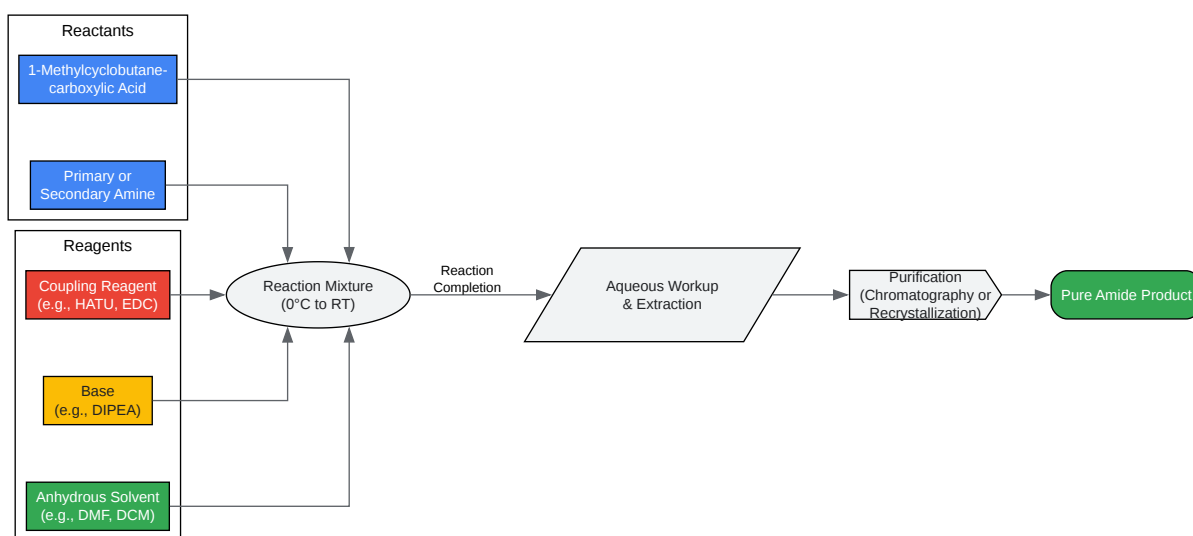 Reactants
1-Methylcyclobutane-
carboxylic Acid
Primary or
Secondary Amine
Reagents
Coupling Reagent
(e.g., HATU, EDC)
Base
(e.g., DIPEA)
Anhydrous Solvent
(e.g., DMF, DCM)
Reaction Mixture
(0°C to RT)
Reaction
Completion
Aqueous Workup
& Extraction
Purification
(Chromatography or
Recrystallization)
Pure Amide Product